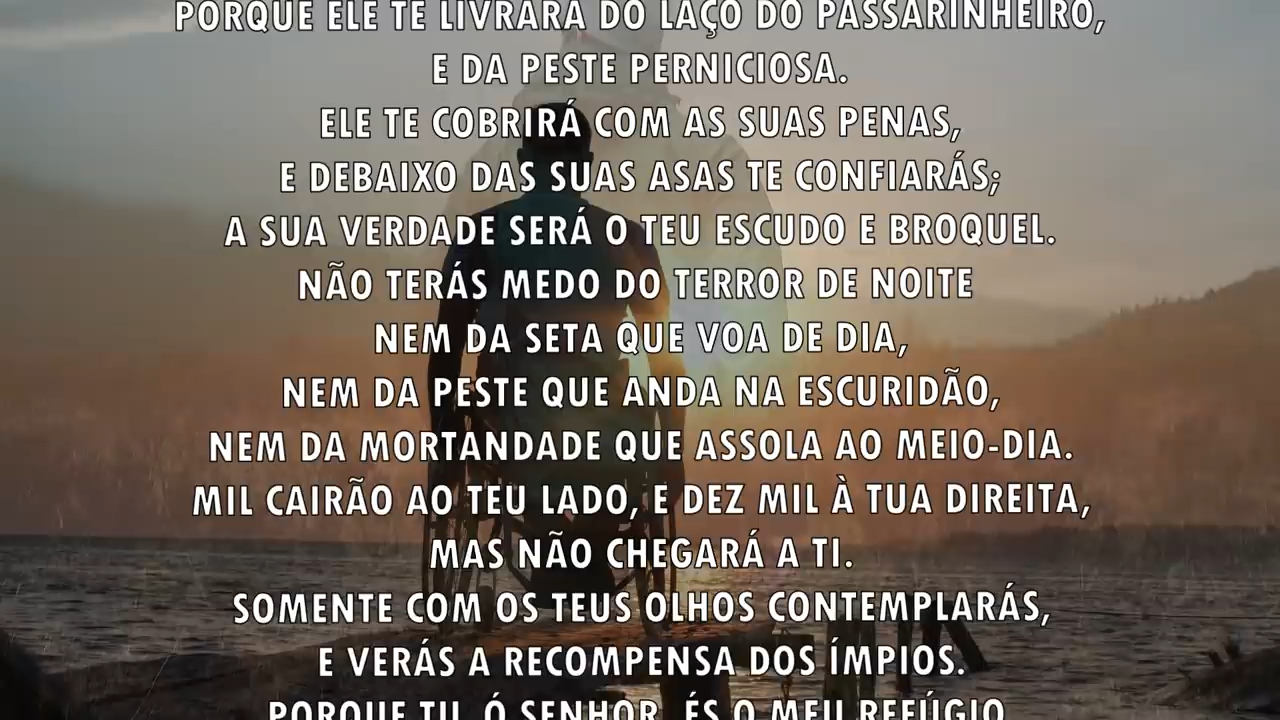 PORQUE ELE TE LIVRARÁ DO LAÇO DO PASSARINHEIRO,
E DA PESTE PERNICIOSA.
ELE TE COBRIRÁ COM AS SUAS PENAS,
E DEBAIXO DAS SUAS ASAS TE CONFIARÁS;
A SUA VERDADE SERÁ O TEU ESCUDO E BROQUEL.
NÃO TERÁS MEDO DO TERROR DE NOITE
NEM DA SETA QUE VOA DE DIA,
NEM DA PESTE QUE ANDA NA ESCURIDÃO,
NEM DA MORTANDADE QUE ASSOLA AO MEIO-DIA.
MIL CAIRÃO AO TEU LADO, E DEZ MIL À TUA DIREITA,
MAS NÃO CHEGARÁ A TI.
SOMENTE COM OS TEUS OLHOS CONTEMPLARÁS,
E VERÁS A RECOMPENSA DOS ÍMPIOS.
PORQUE TU, Ó SENHOR, ÉS O MEU REFÚGIO